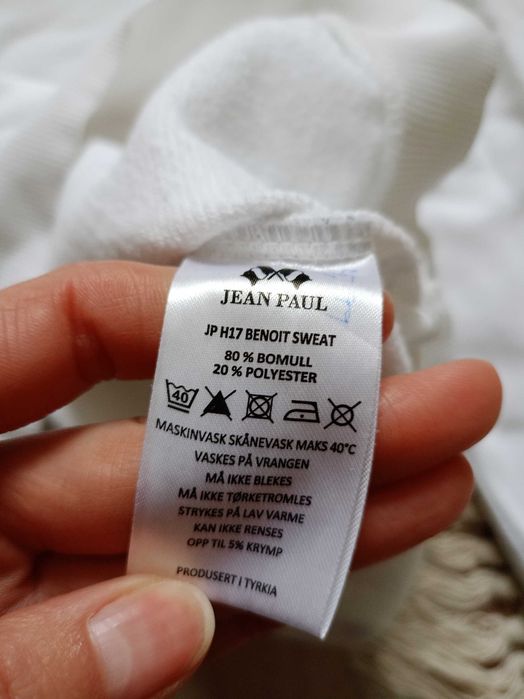 JEAN PAUL
JP H17 BENOIT SWEAT
80 % BOMULL
20 % POLYESTER
40
MASKINVASK SKÅNEVASK MAKS 40°C
VASKES PÅ VRANGEN
MÅ IKKE BLEKES
MÅ IKKE TØRKETROMLES
STRYKES PÅ LAV VARME
KAN IKKE RENSES
OPP TIL 5% KRYMP
PRODUSERT I TYRKIA